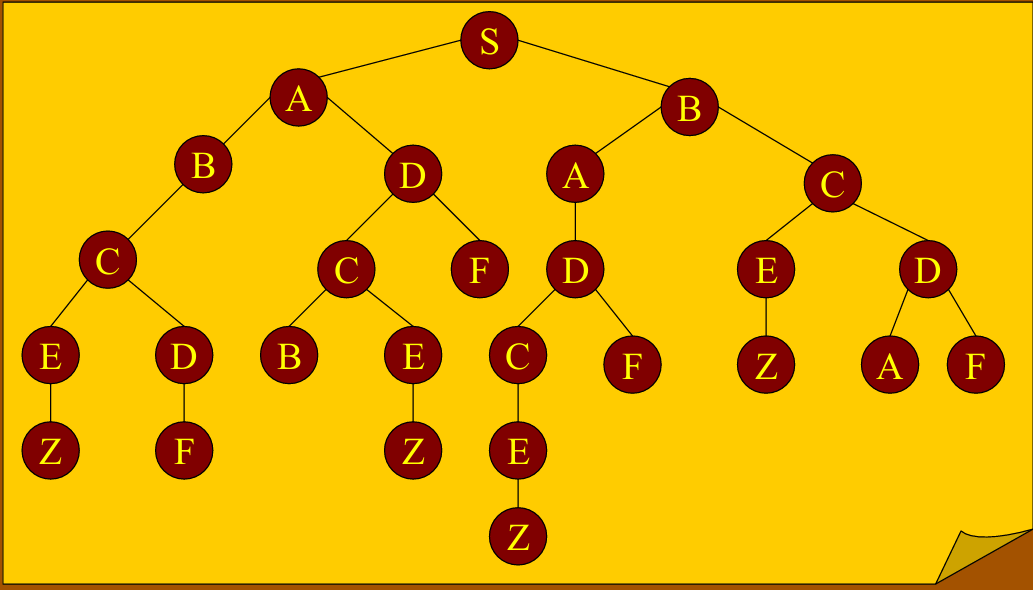 S
A B
B D A C
C C F D E D
E D B E C F Z A F
Z F Z E
Z